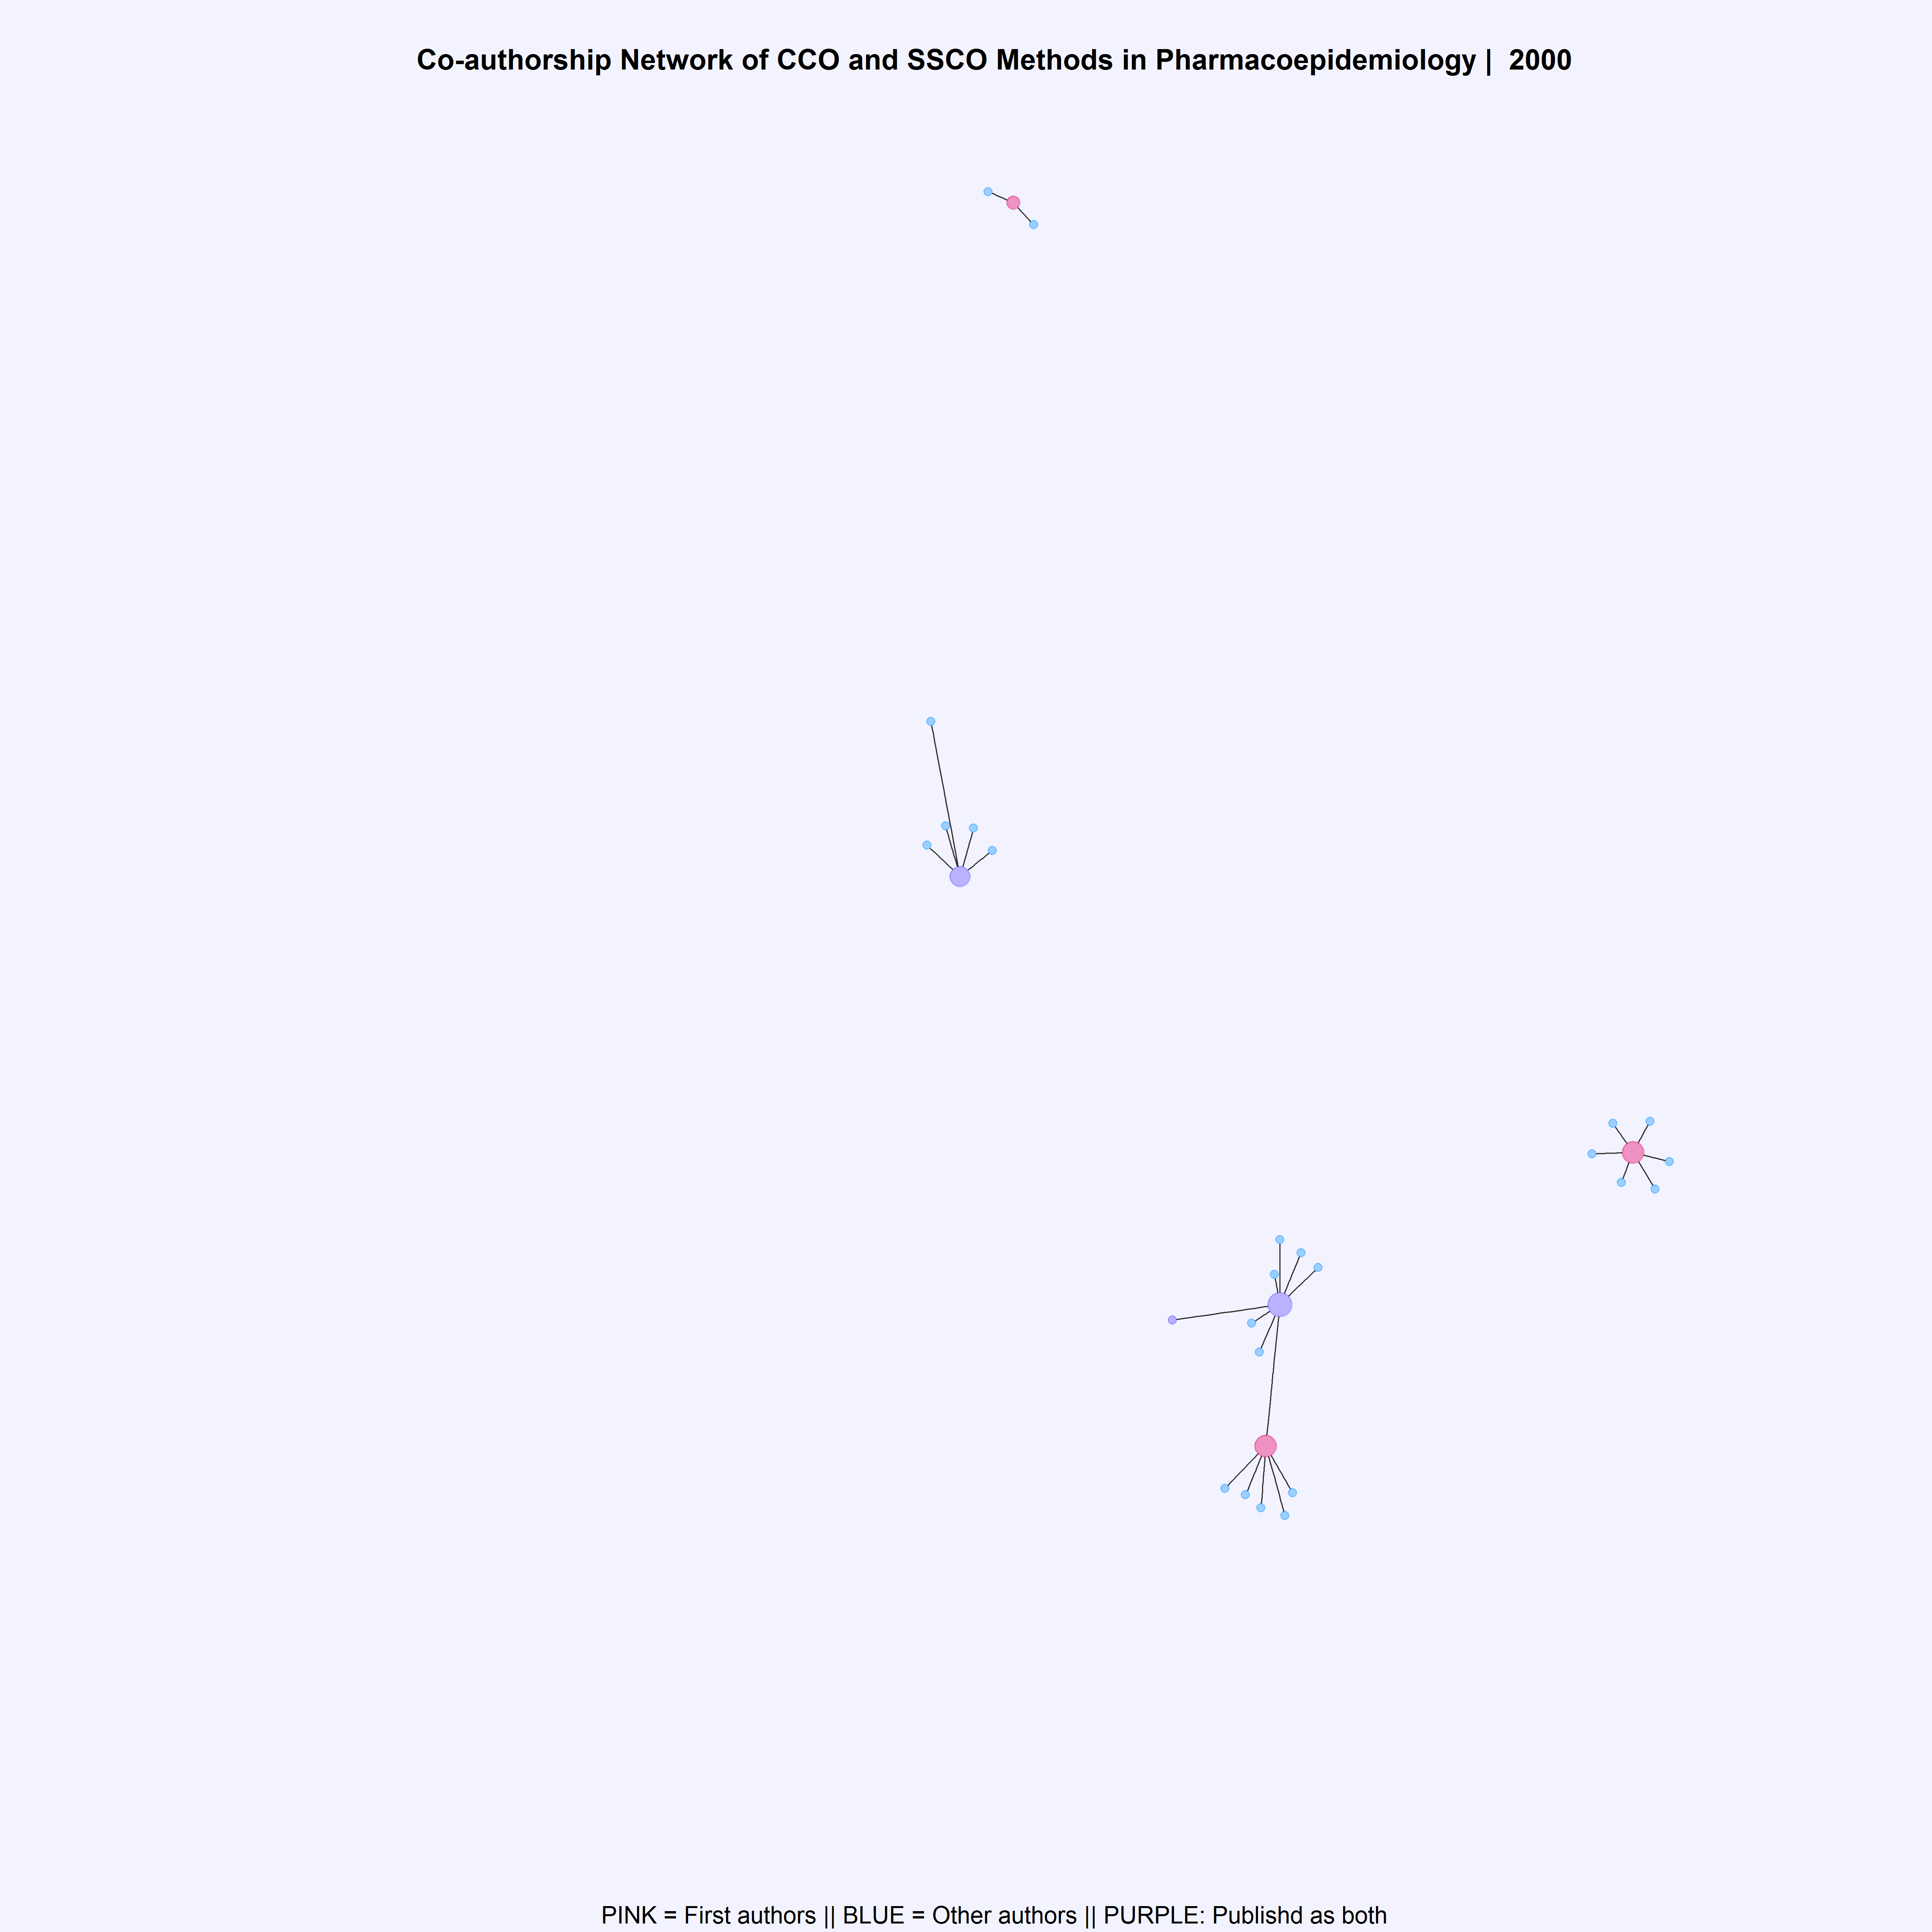 Co-authorship Network of CCO and SSCO Methods in Pharmacoepidemiology |  2000
PINK = First authors || BLUE = Other authors || PURPLE: Publishd as both